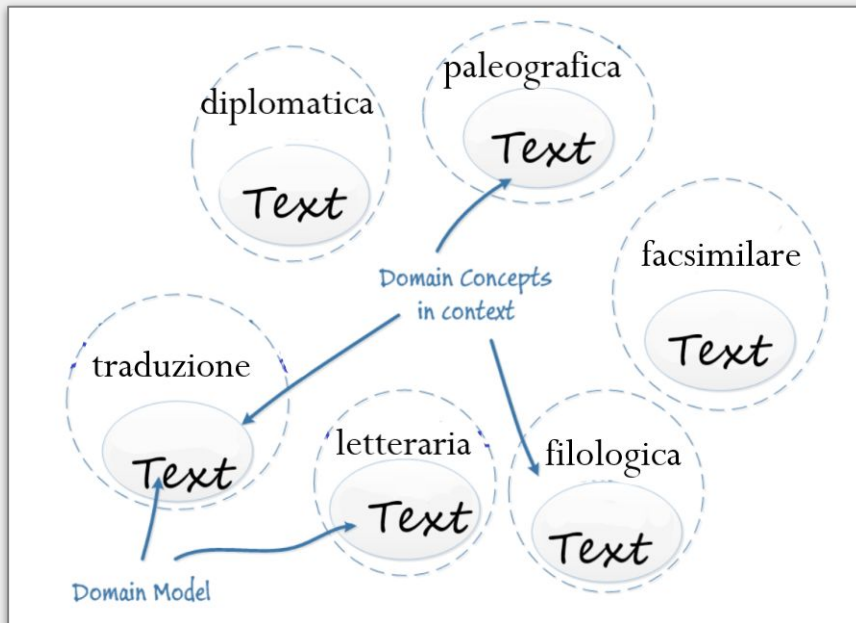 paleografica
diplomatica
Text
Text
facsimilare
Domain Concepts
in context
Text
traduzione
letteraria
filologica
Text
Text
Text
Domain Model